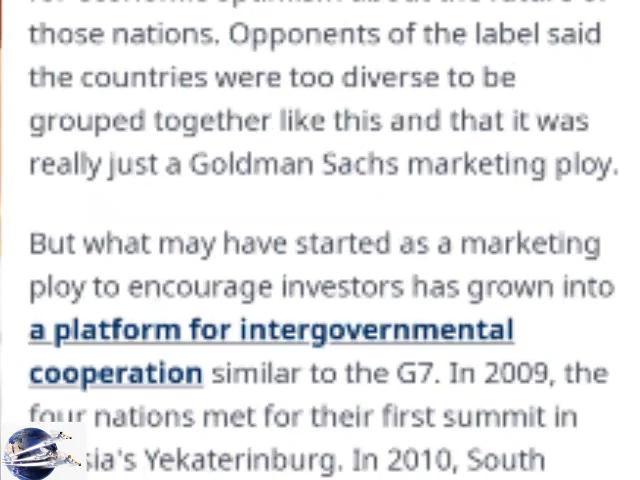 those nations. Opponents of the label said
the countries were too diverse to be
grouped together like this and that it was
really just a Goldman Sachs marketing ploy.
But what may have started as a marketing
ploy to encourage investors has grown into
a platform for intergovernmental
cooperation similar to the G7. In 2009, the
four nations met for their first summit in
Yekaterinburg. In 2010, South